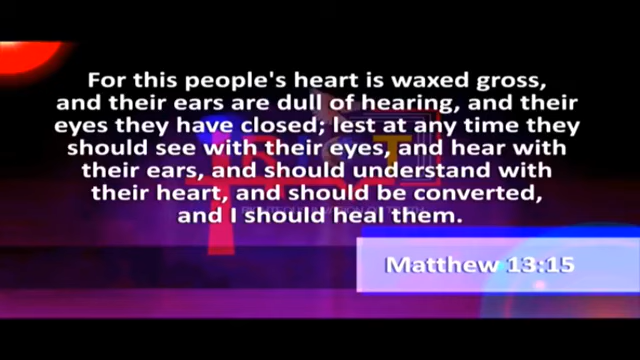 For this people's heart is waxed gross,
and their ears are dull of hearing, and their
eyes they have closed; lest at any time they
should see with their eyes, and hear with
their ears, and should understand with
their heart, and should be converted,
and I should heal them.
Matthew 13:15